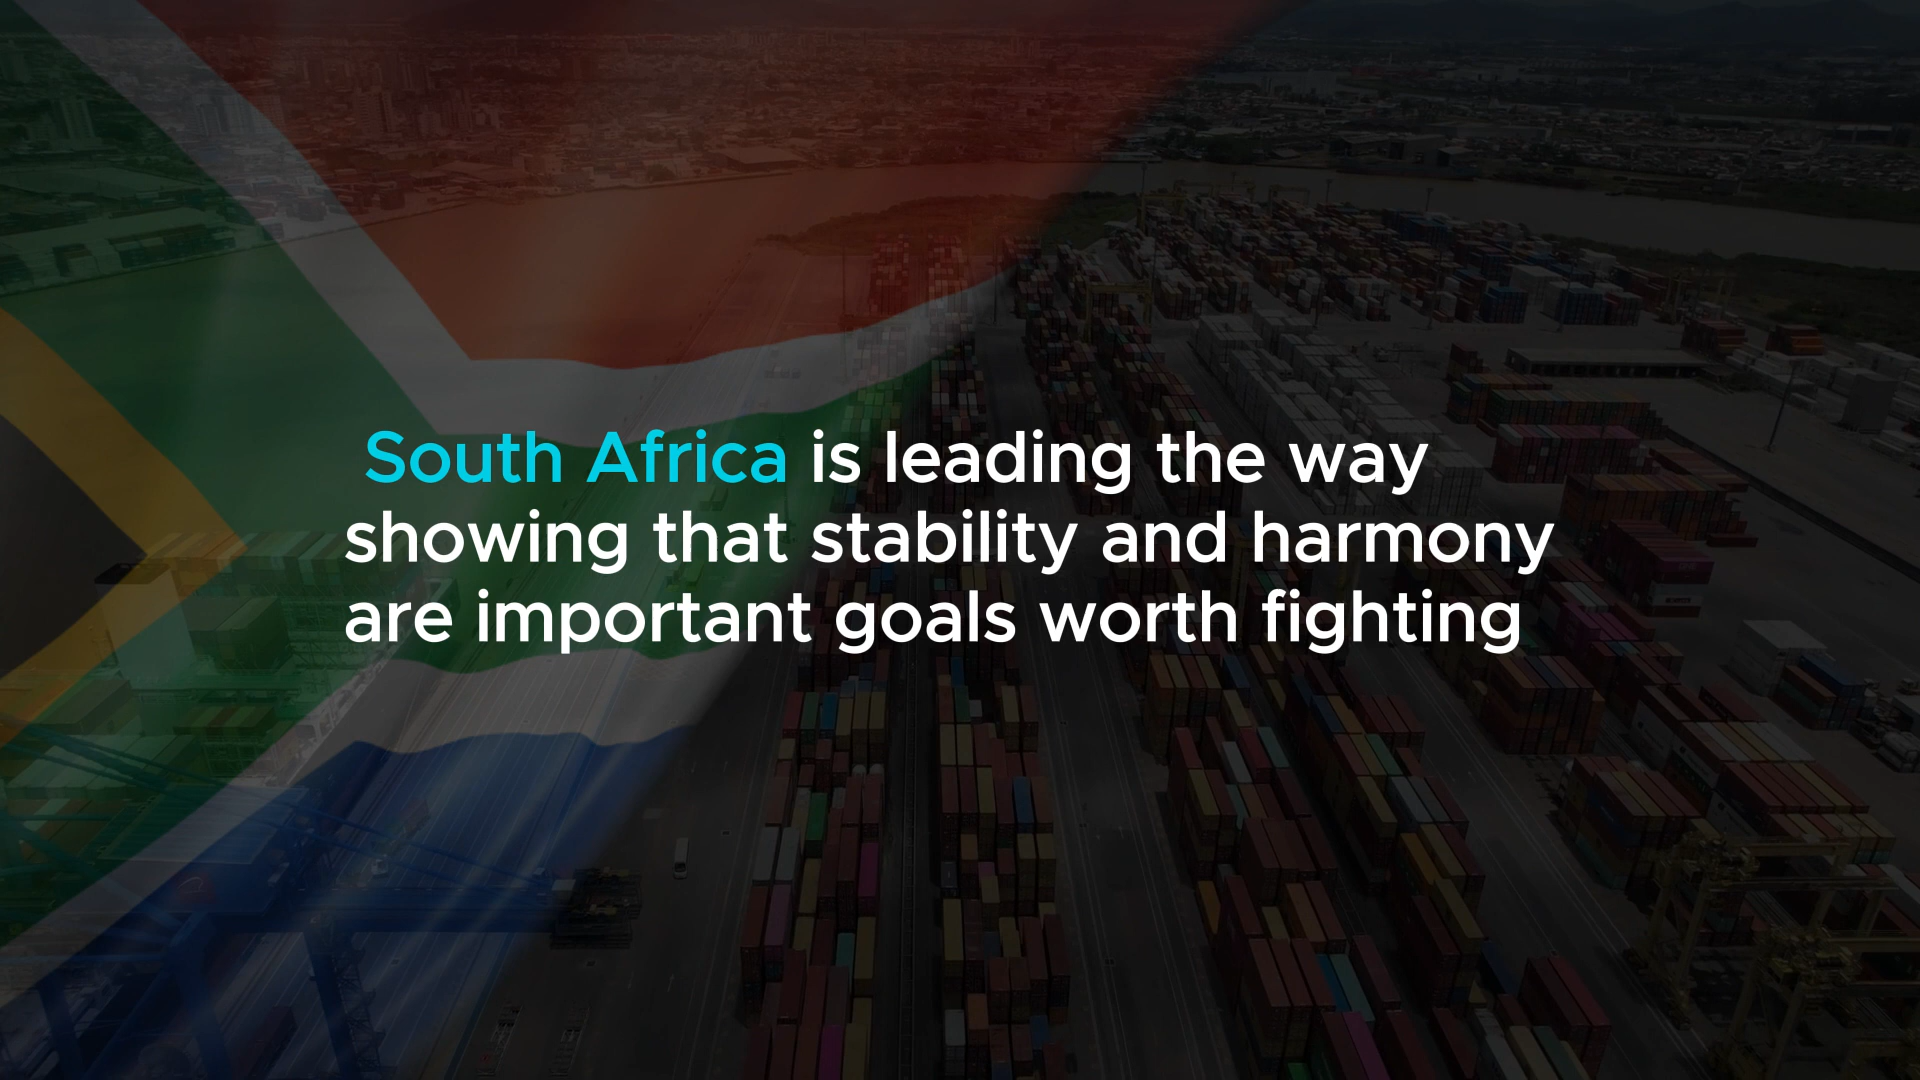 South Africa is leading the way
showing that stability and harmony
are important goals worth fighting